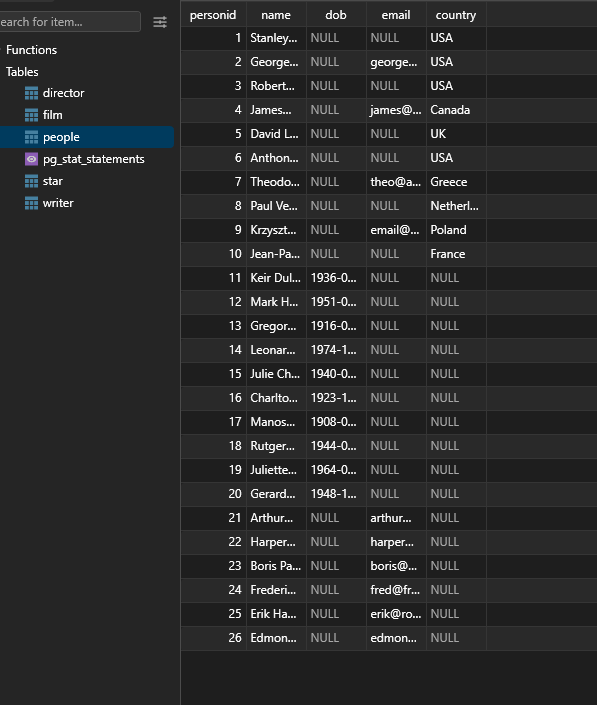 earch for item...
Functions
Tables
director
film
people
pg_stat_statements
star
writer
personid name dob email country
1 Stanley... NULL NULL USA
2 George... NULL george... USA
3 Robert... NULL NULL USA
4 James... NULL james@... Canada
5 David L... NULL NULL UK
6 Anthon... NULL NULL USA
7 Theodo... NULL theo@a... Greece
8 Paul Ve... NULL NULL Netherl...
9 Krzyszt... NULL email@... Poland
10 Jean-Pa... NULL NULL France
11 Keir Dul... 1936-0... NULL NULL
12 Mark H... 1951-0... NULL NULL
13 Gregor... 1916-0... NULL NULL
14 Leonar... 1974-1... NULL NULL
15 Julie Ch... 1940-0... NULL NULL
16 Charlto... 1923-1... NULL NULL
17 Manos... 1908-0... NULL NULL
18 Rutger... 1944-0... NULL NULL
19 Juliette... 1964-0... NULL NULL
20 Gerard... 1948-1... NULL NULL
21 Arthur... NULL arthur... NULL
22 Harper... NULL harper... NULL
23 Boris Pa... NULL boris@... NULL
24 Frederi... NULL fred@fr... NULL
25 Erik Ha... NULL erik@ro... NULL
26 Edmon... NULL edmon... NULL